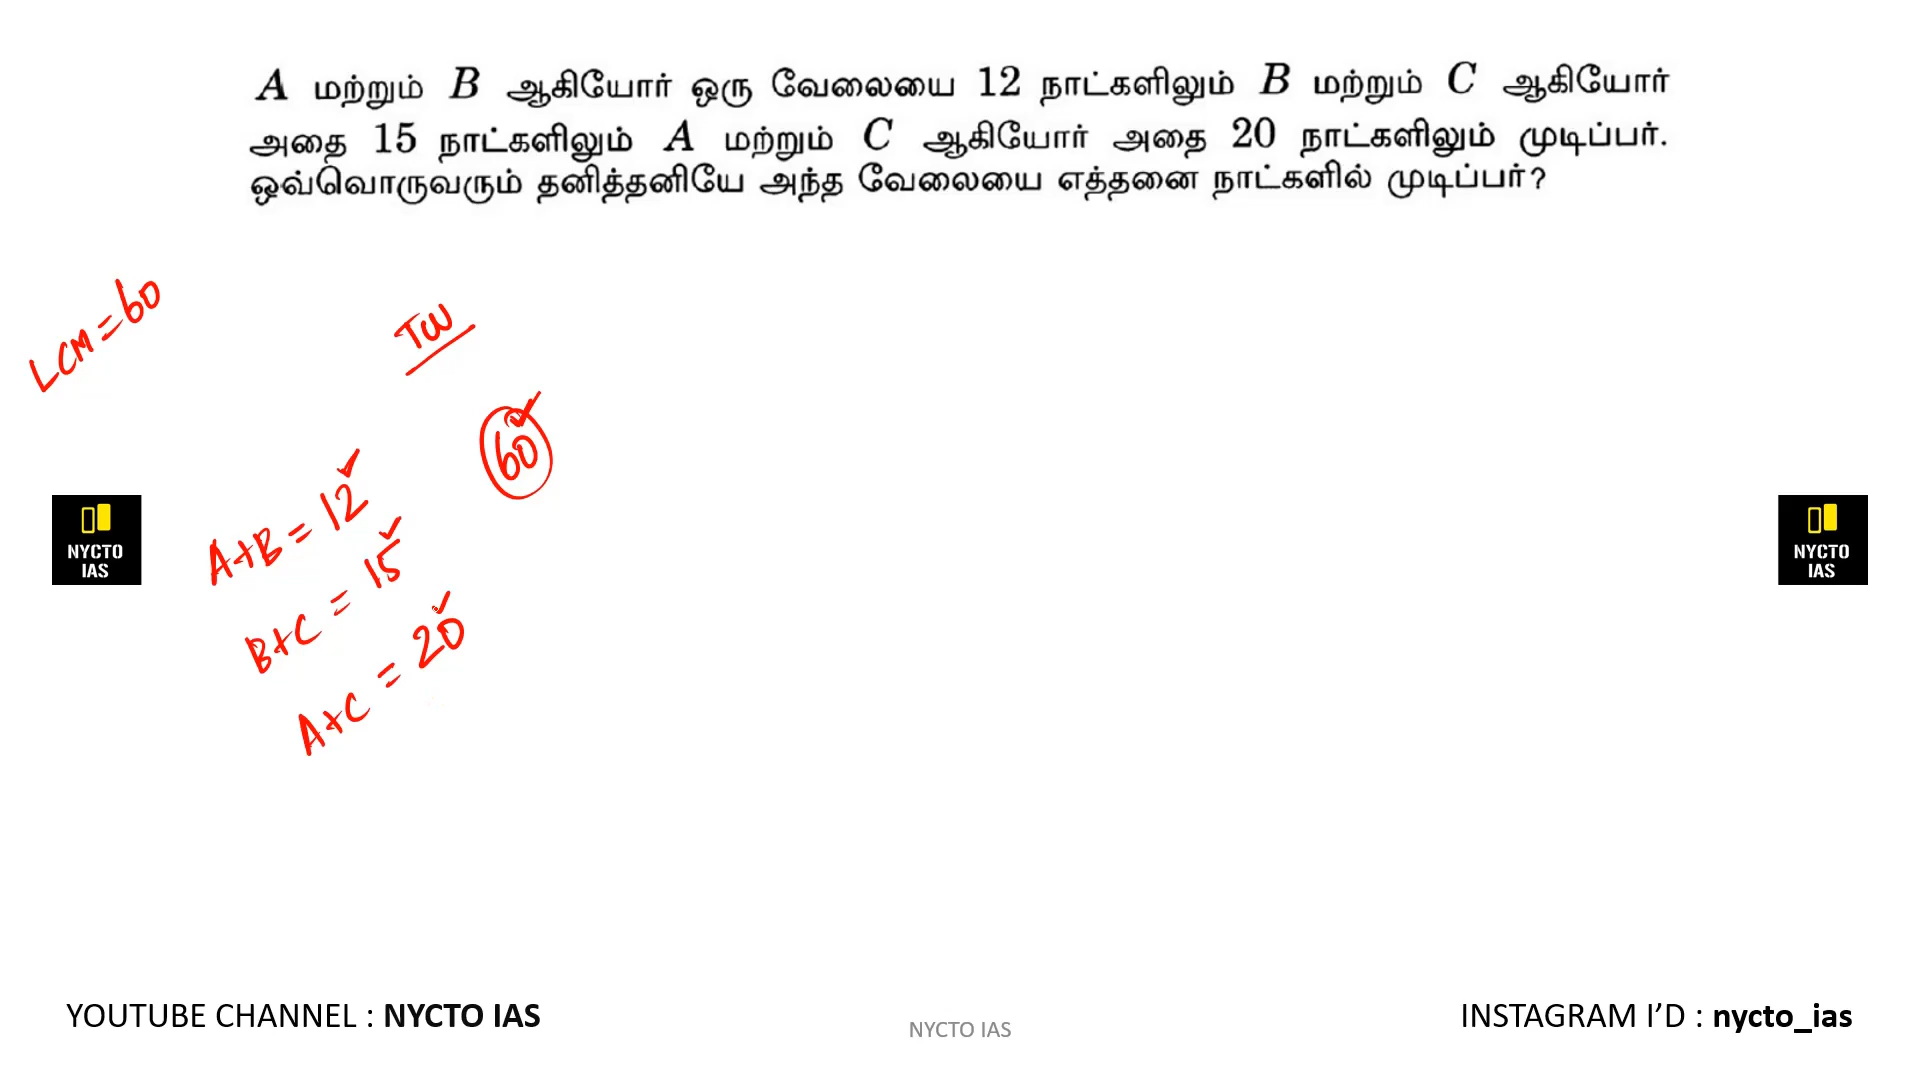 A மற்றும் B ஆகியோர் ஒரு வேலையை 12 நாட்களிலும் B மற்றும் C ஆகியோர்
அதை 15 நாட்களிலும் A மற்றும் C ஆகியோர் அதை 20 நாட்களிலும் முடிப்பர்.
ஒவ்வொருவரும் தனித்தனியே அந்த வேலையை எத்தனை நாட்களில் முடிப்பர்?
LCM = 60
TW
60
A+B = 12
B+C = 15
A+C = 20
NYCTO
IAS
NYCTO
IAS
YOUTUBE CHANNEL : NYCTO IAS
NYCTO IAS
INSTAGRAM I’D : nycto_ias